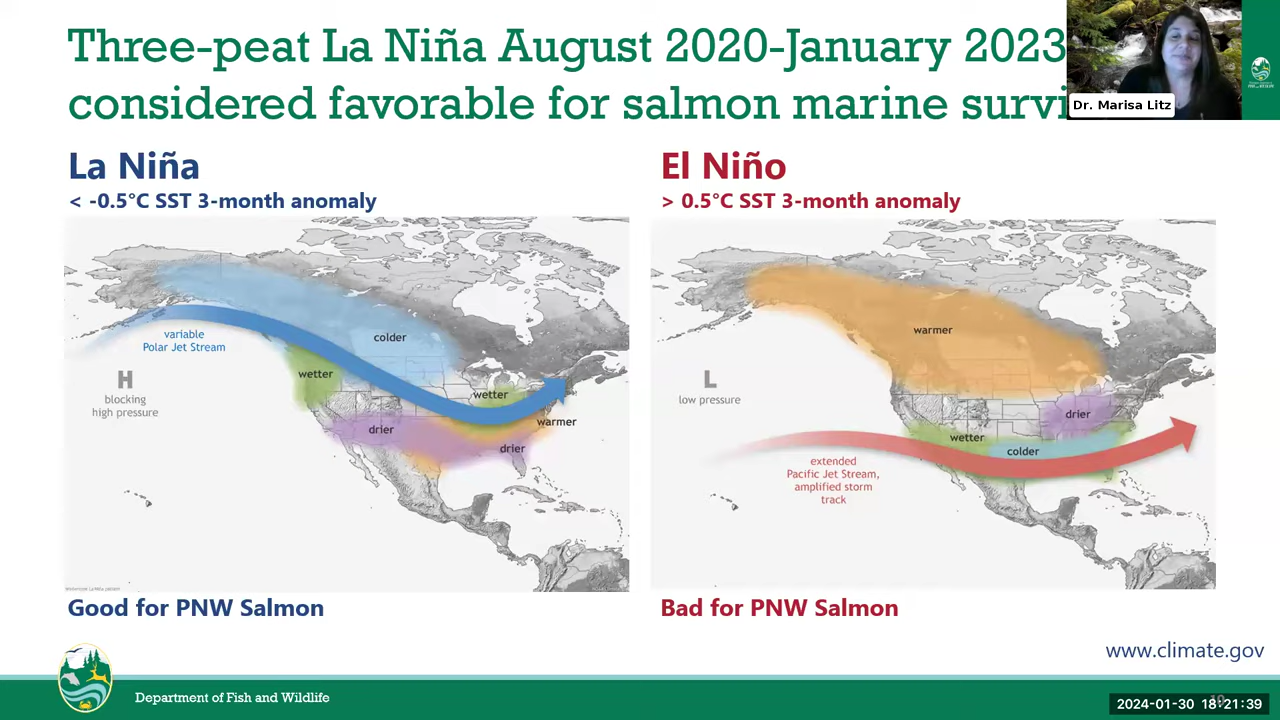 Three-peat La Niña August 2020-January 2023
considered favorable for salmon marine survi
Dr. Marisa Litz
La Niña
< -0.5°C SST 3-month anomaly
El Niño
> 0.5°C SST 3-month anomaly
variable
Polar Jet Stream
colder
wetter
H
blocking
high pressure
wetter
drier
warmer
drier
warmer
L
low pressure
drier
wetter
colder
extended
Pacific Jet Stream,
amplified storm
track
Good for PNW Salmon
Bad for PNW Salmon
www.climate.gov
Department of Fish and Wildlife
2024-01-30 18:21:39